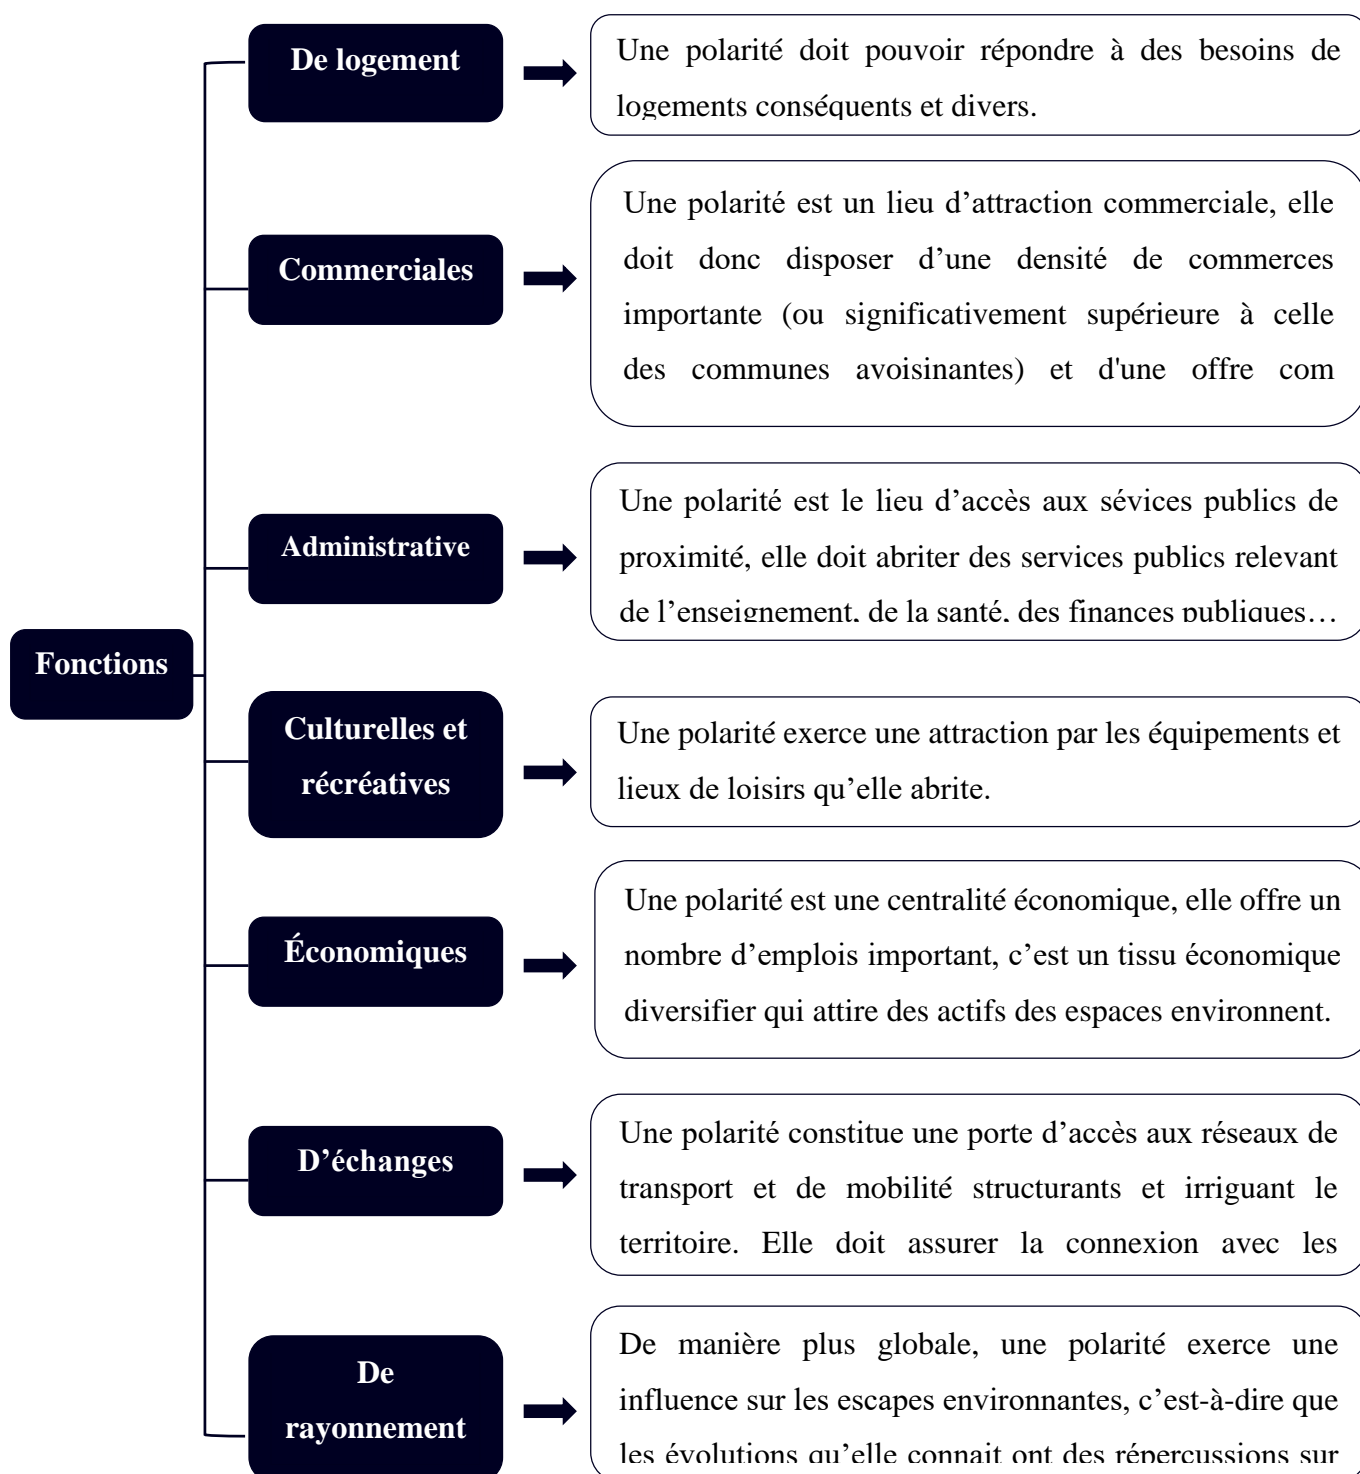 De logement
Une polarité doit pouvoir répondre à des besoins de
logements conséquents et divers.
Commerciales
Une polarité est un lieu d’attraction commerciale, elle
doit donc disposer d’une densité de commerces
importante (ou significativement supérieure à celle
des communes avoisinantes) et d'une offre com
Administrative
Une polarité est le lieu d’accès aux sévices publics de
proximité, elle doit abriter des services publics relevant
de l’enseignement, de la santé, des finances publiques…
Fonctions
Culturelles et
récréatives
Une polarité exerce une attraction par les équipements et
lieux de loisirs qu’elle abrite.
Économiques
Une polarité est une centralité économique, elle offre un
nombre d’emplois important, c’est un tissu économique
diversifier qui attire des actifs des espaces environnent.
D’échanges
Une polarité constitue une porte d’accès aux réseaux de
transport et de mobilité structurants et irriguant le
territoire. Elle doit assurer la connexion avec les
De
rayonnement
De manière plus globale, une polarité exerce une
influence sur les escapes environnantes, c’est-à-dire que
les évolutions qu’elle connait ont des répercussions sur